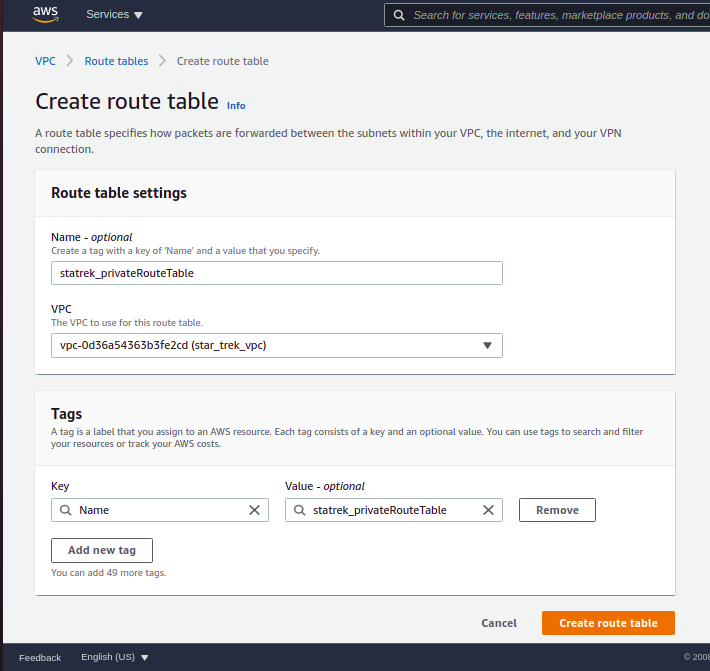 aws Services Search for services, features, marketplace products, and do
VPC Route tables Create route table
Create route table Info
A route table specifies how packets are forwarded between the subnets within your VPC, the internet, and your VPN
connection.
Route table settings
Name - optional
Create a tag with a key of 'Name' and a value that you specify.
statrek_privateRouteTable
VPC
The VPC to use for this route table.
vpc-0d36a54363b3fe2cd (star_trek_vpc)
Tags
A tag is a label that you assign to an AWS resource. Each tag consists of a key and an optional value. You can use tags to search and filter
your resources or track your AWS costs.
Key Value - optional
Name statrek_privateRouteTable Remove
Add new tag
You can add 49 more tags.
Cancel Create route table
Feedback English (US) © 2008